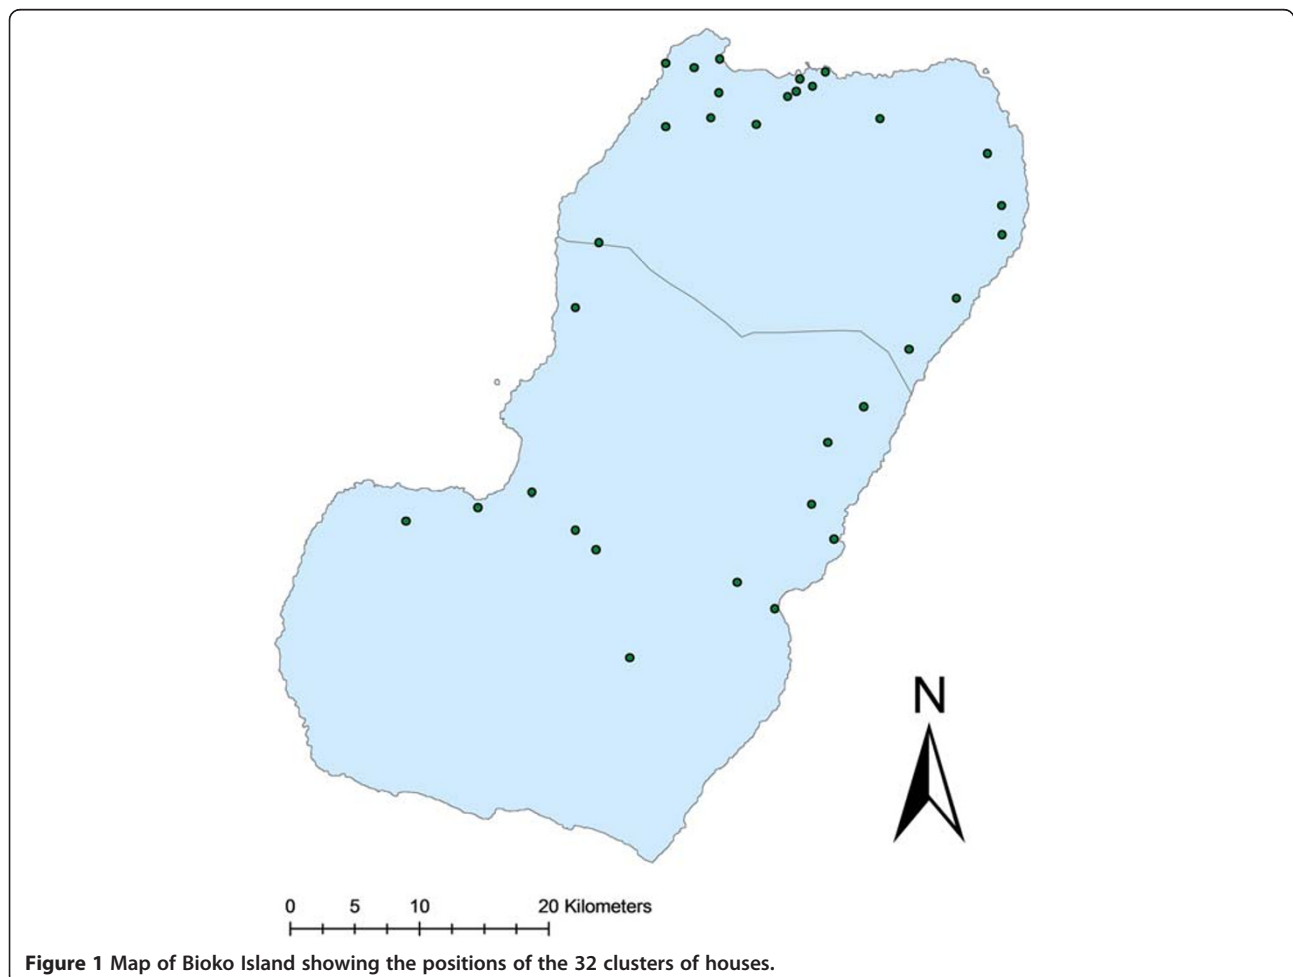 N
0 5 10 20 Kilometers
Figure 1 Map of Bioko Island showing the positions of the 32 clusters of houses.